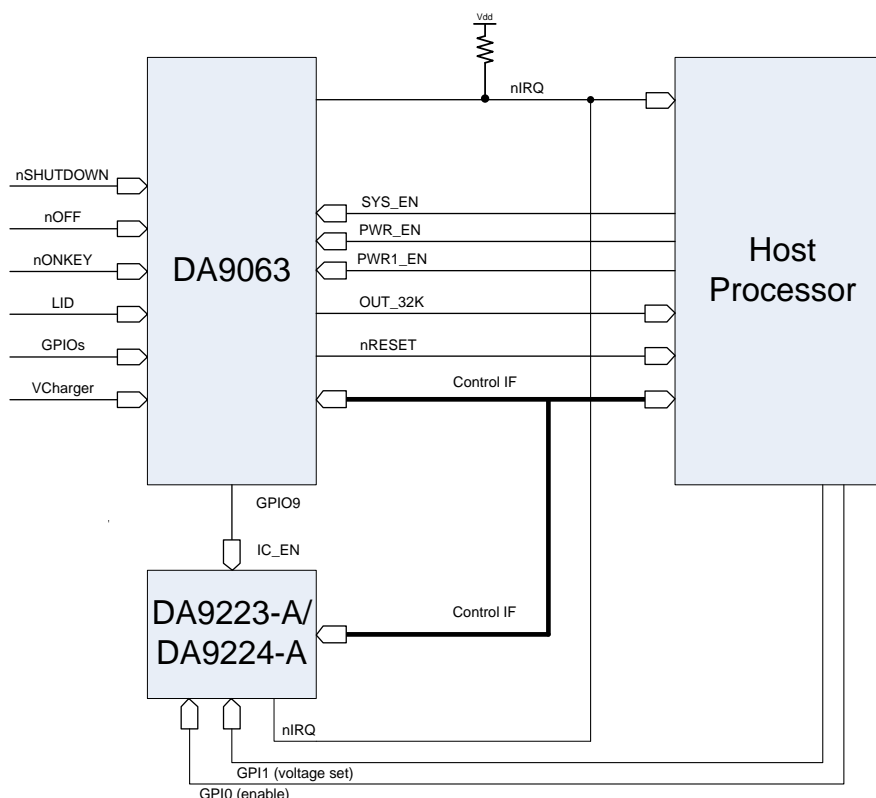 Vdd
nIRQ
nSHUTDOWN
SYS_EN
nOFF
PWR_EN
nONKEY
DA9063
PWR1_EN
Host
Processor
LID
OUT_32K
GPIOs
nRESET
VCharger
Control IF
GPIO9
IC_EN
DA9223-A/
DA9224-A
Control IF
nIRQ
GPI1 (voltage set)
GPI0 (enable)